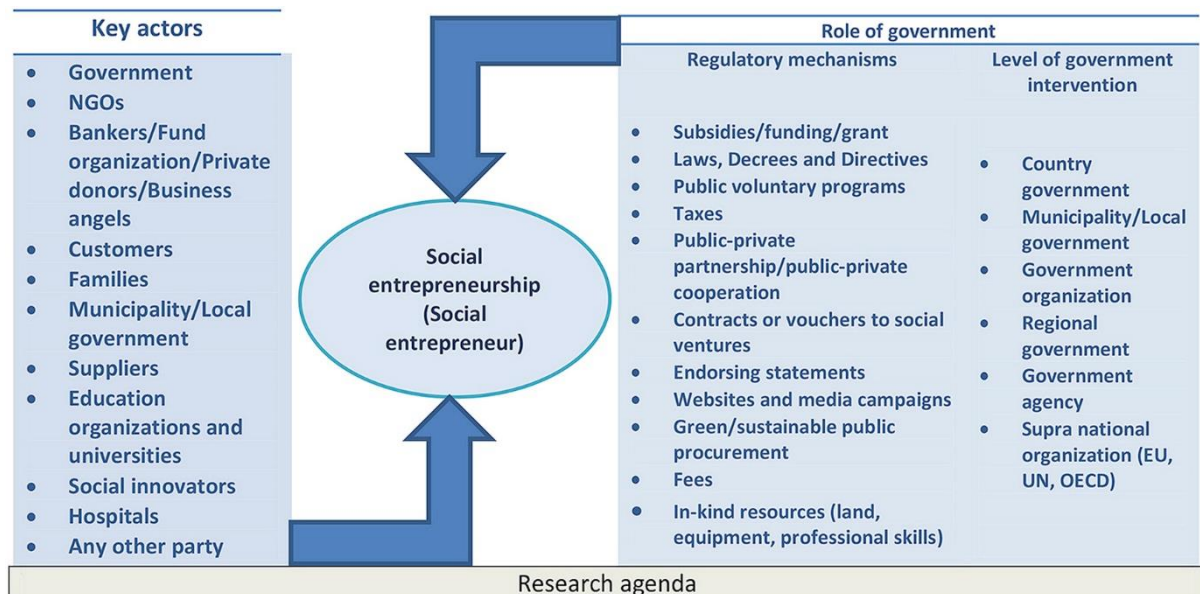 Key actors
• Government
• NGOs
• Bankers/Fund
organization/Private
donors/Business
angels
• Customers
• Families
• Municipality/Local
government
• Suppliers
• Education
organizations and
universities
• Social innovators
• Hospitals
• Any other party
Social
entrepreneurship
(Social
entrepreneur)
Role of government
Regulatory mechanisms
• Subsidies/funding/grant
• Laws, Decrees and Directives
• Public voluntary programs
• Taxes
• Public-private
partnership/public-private
cooperation
• Contracts or vouchers to social
ventures
• Endorsing statements
• Websites and media campaigns
• Green/sustainable public
procurement
• Fees
• In-kind resources (land,
equipment, professional skills)
Level of government
intervention
• Country
government
• Municipality/Local
government
• Government
organization
• Regional
government
• Government
agency
• Supra national
organization (EU,
UN, OECD)
Research agenda